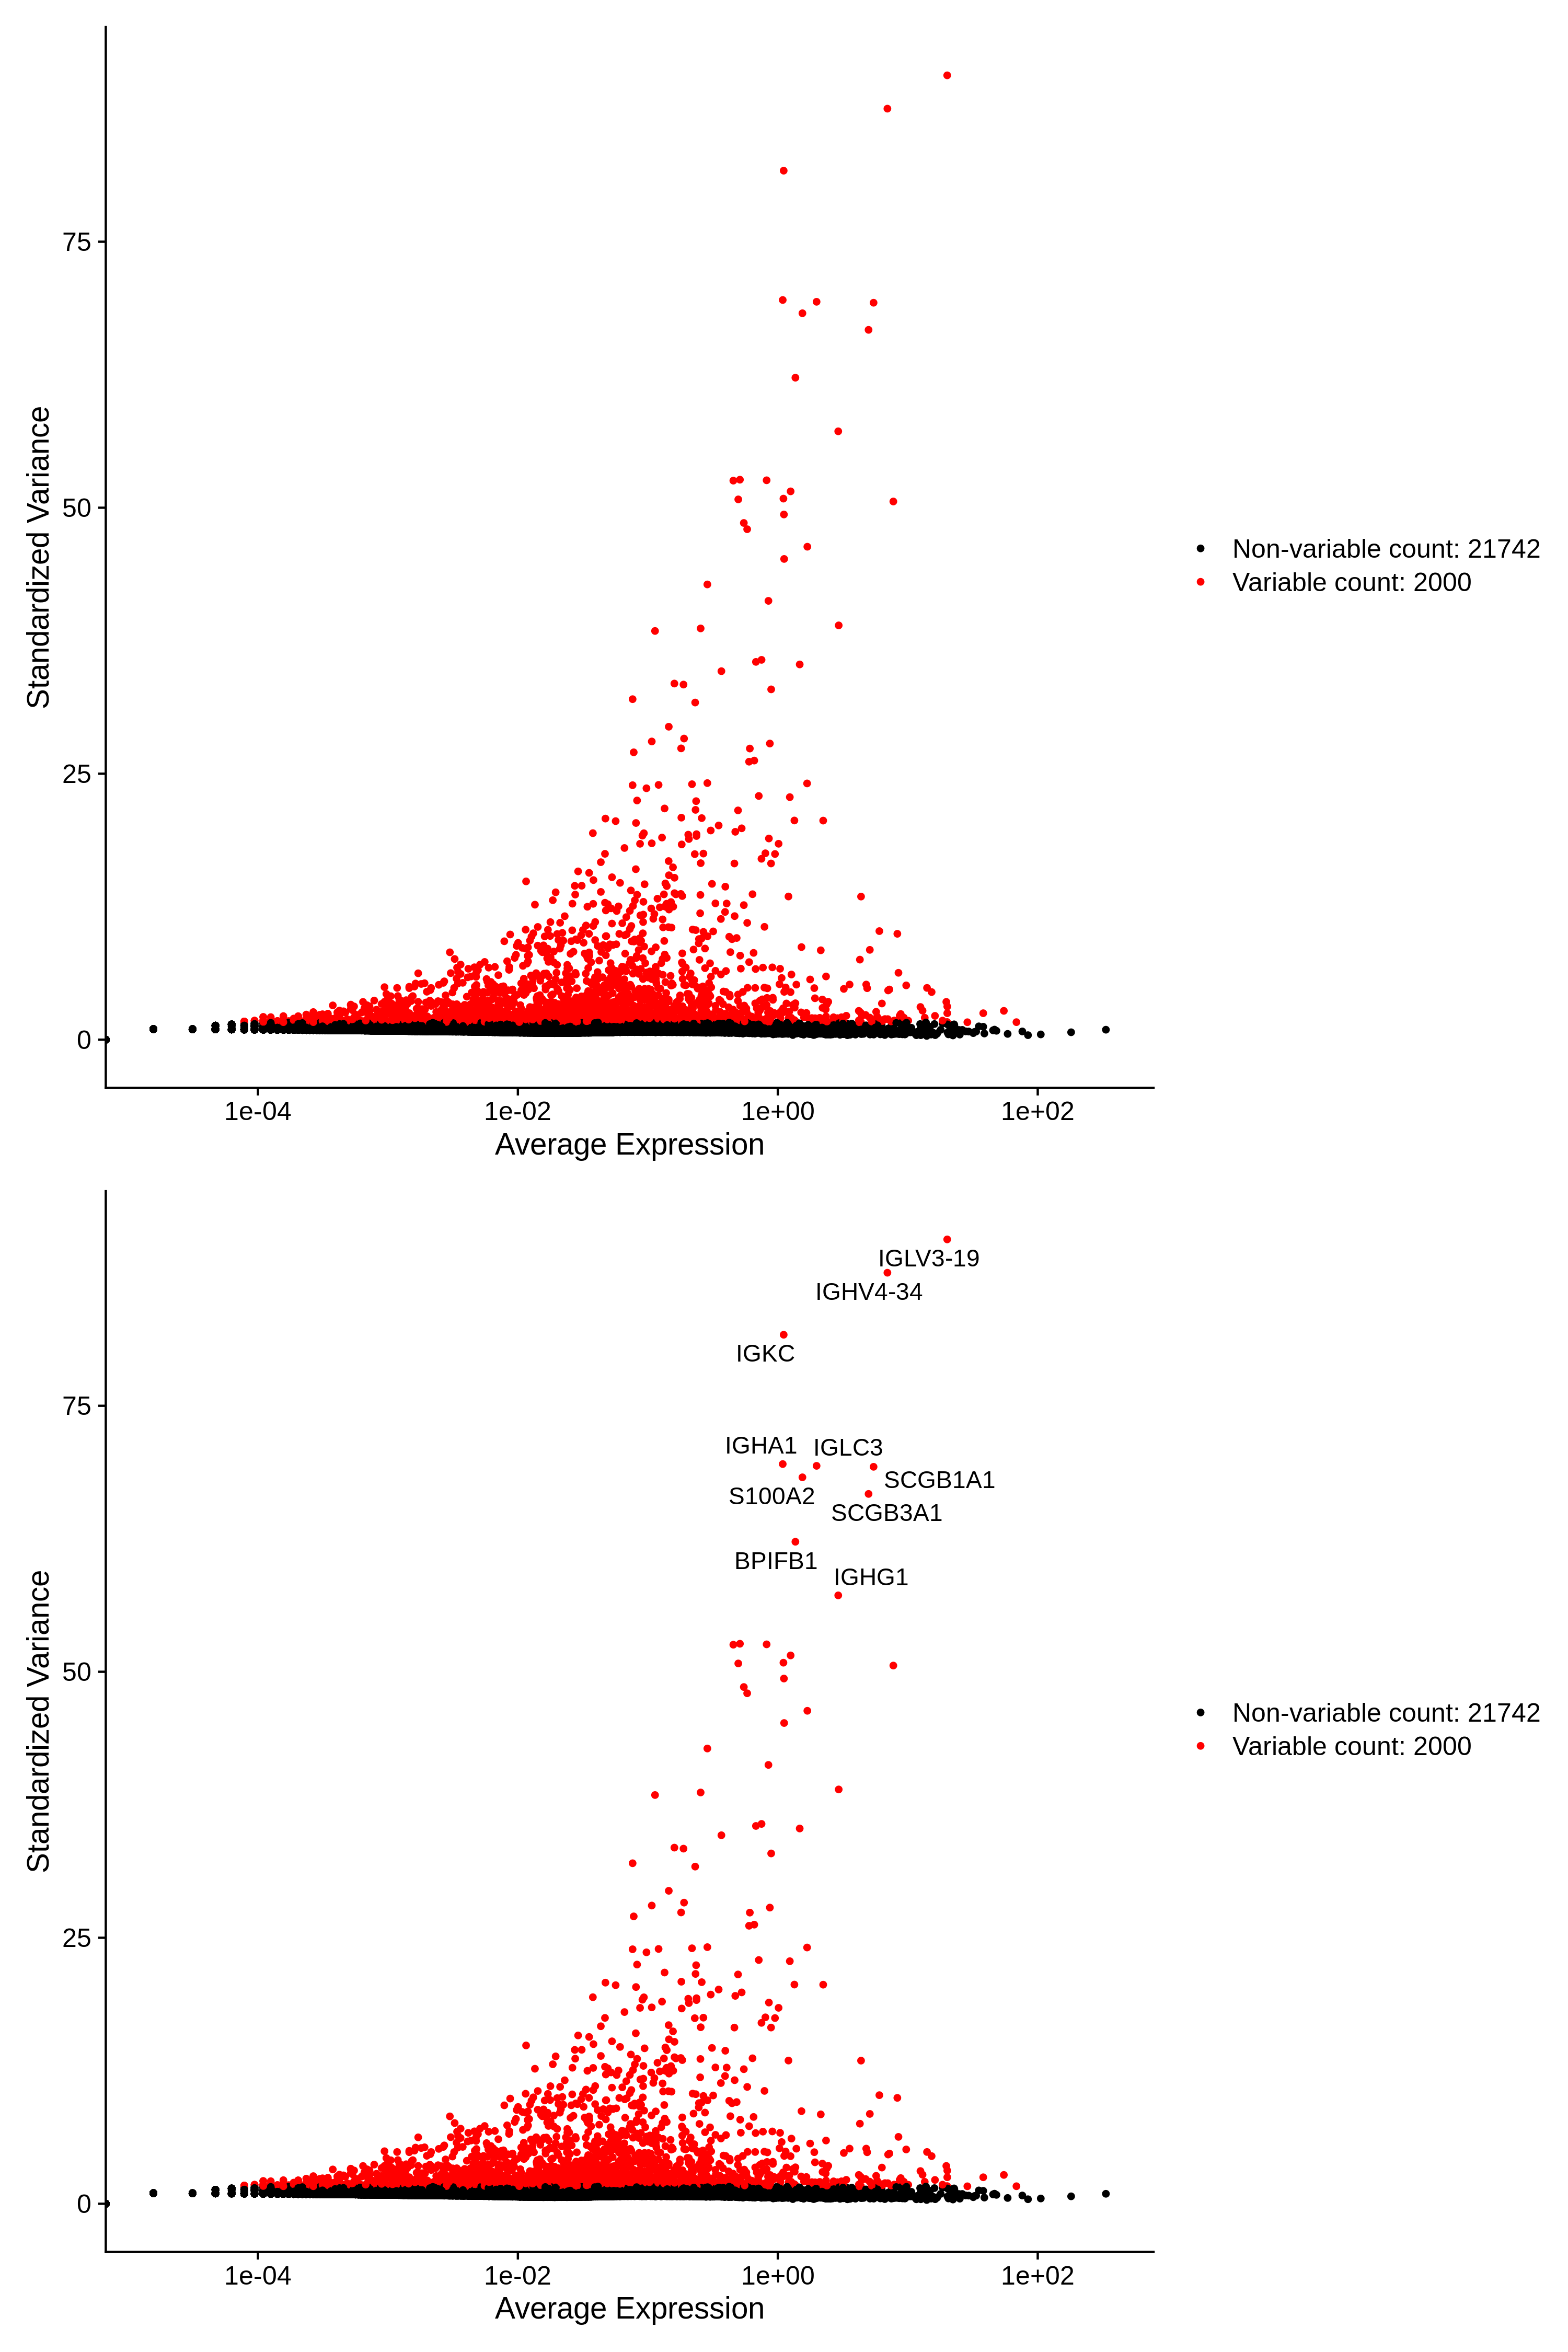 75
50
25
0
Standardized Variance
1e-04 1e-02 1e+00 1e+02
Average Expression
Non-variable count: 21742
Variable count: 2000
IGLV3-19
IGHV4-34
IGKC
75
IGHA1 IGLC3
SCGB1A1
S100A2
SCGB3A1
BPIFB1
IGHG1
50
25
0
Standardized Variance
1e-04 1e-02 1e+00 1e+02
Average Expression
Non-variable count: 21742
Variable count: 2000